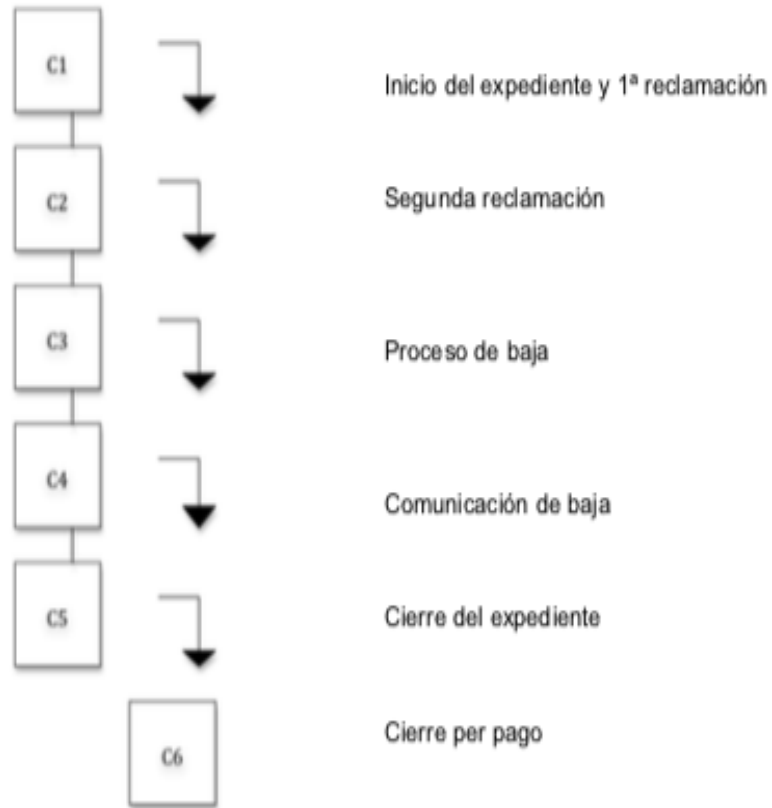 C1
Inicio del expediente y 1ª reclamación
C2
Segunda reclamación
C3
Proceso de baja
C4
Comunicación de baja
C5
Cierre del expediente
C6
Cierre per pago